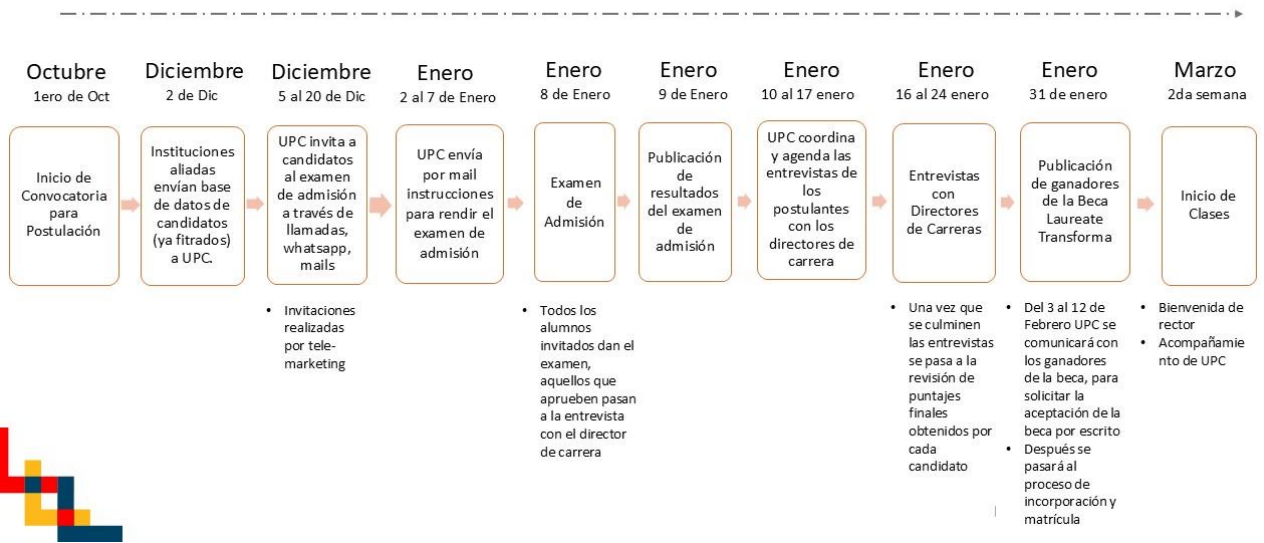 Octubre
1ero de Oct
Inicio de
Convocatoria
para
Postulación
Diciembre
2 de Dic
Instituciones
aliadas
envían base
de datos de
candidatos
(ya fitrados)
a UPC.
Diciembre
5 al 20 de Dic
UPC invita a
candidatos
al examen
de admisión
a través de
llamadas,
whatsapp,
mails
• Invitaciones
realizadas
por tele-
marketing
Enero
2 al 7 de Enero
UPC envía
por mail
instrucciones
para rendir el
examen de
admisión
Enero
8 de Enero
Examen
de
Admisión
• Todos los
alumnos
invitados dan el
examen,
aquellos que
aprueben pasan
a la entrevista
con el director
de carrera
Enero
9 de Enero
Publicación
de
resultados
del examen
de
admisión
Enero
10 al 17 enero
UPC coordina
y agenda las
entrevistas de
los
postulantes
con los
directores de
carrera
Enero
16 al 24 enero
Entrevistas
con
Directores
de Carreras
• Una vez que
se culminen
las entrevistas
se pasa a la
revisión de
puntajes
finales
obtenidos por
cada
candidato
Enero
31 de enero
Publicación
de ganadores
de la Beca
Laureate
Transforma
• Del 3 al 12 de
Febrero UPC se
comunicará con
los ganadores
de la beca, para
solicitar la
aceptación de la
beca por escrito
• Después se
pasará al
proceso de
incorporación y
matrícula
Marzo
2da semana
Inicio de
Clases
• Bienvenida de
rector
• Acompañamie
nto de UPC